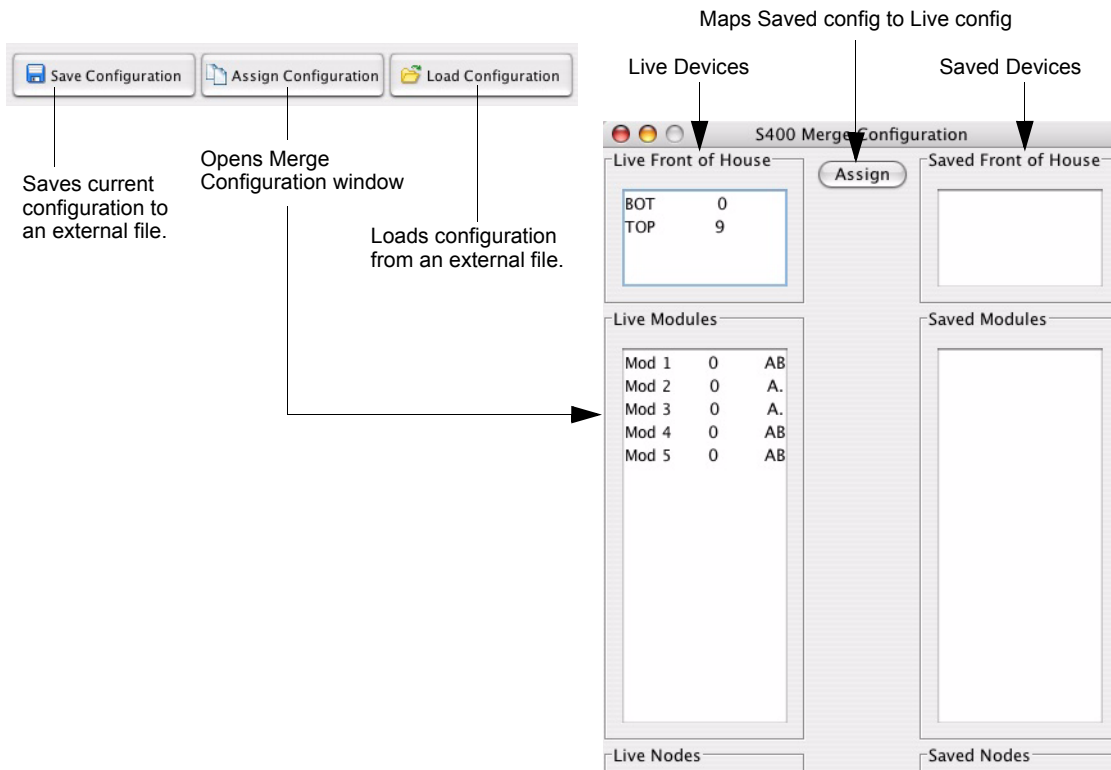 Maps Saved config to Live config
Live Devices
Saved Devices
Save Configuration
Assign Configuration
Load Configuration
Saves current
configuration to
an external file.
Opens Merge
Configuration window
Loads configuration
from an external file.
S400 Merge Configuration
Live Front of House
Assign
Saved Front of House
BOT 0
TOP 9
Live Modules
Saved Modules
Mod 1 0 AB
Mod 2 0 A.
Mod 3 0 A.
Mod 4 0 AB
Mod 5 0 AB
Live Nodes
Saved Nodes